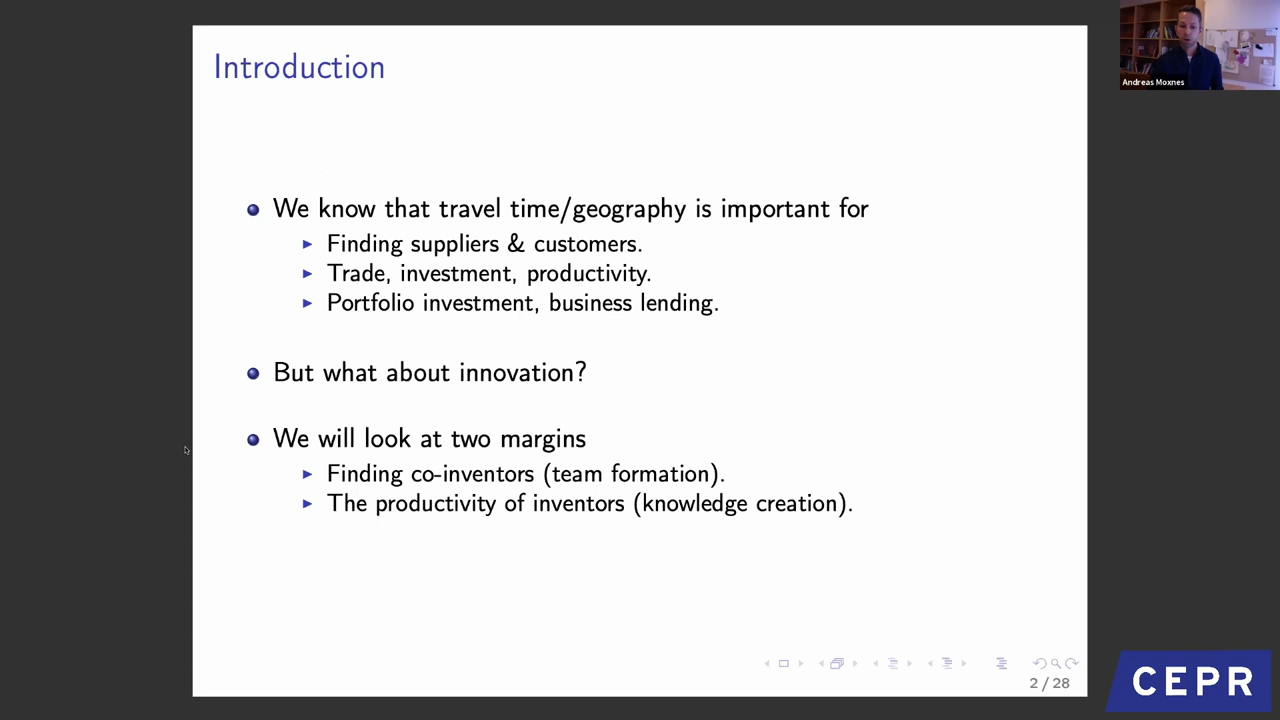 Introduction
Andreas Moxnes
We know that travel time/geography is important for
Finding suppliers & customers.
Trade, investment, productivity.
Portfolio investment, business lending.
But what about innovation?
We will look at two margins
Finding co-inventors (team formation).
The productivity of inventors (knowledge creation).
2 / 28
CEPR